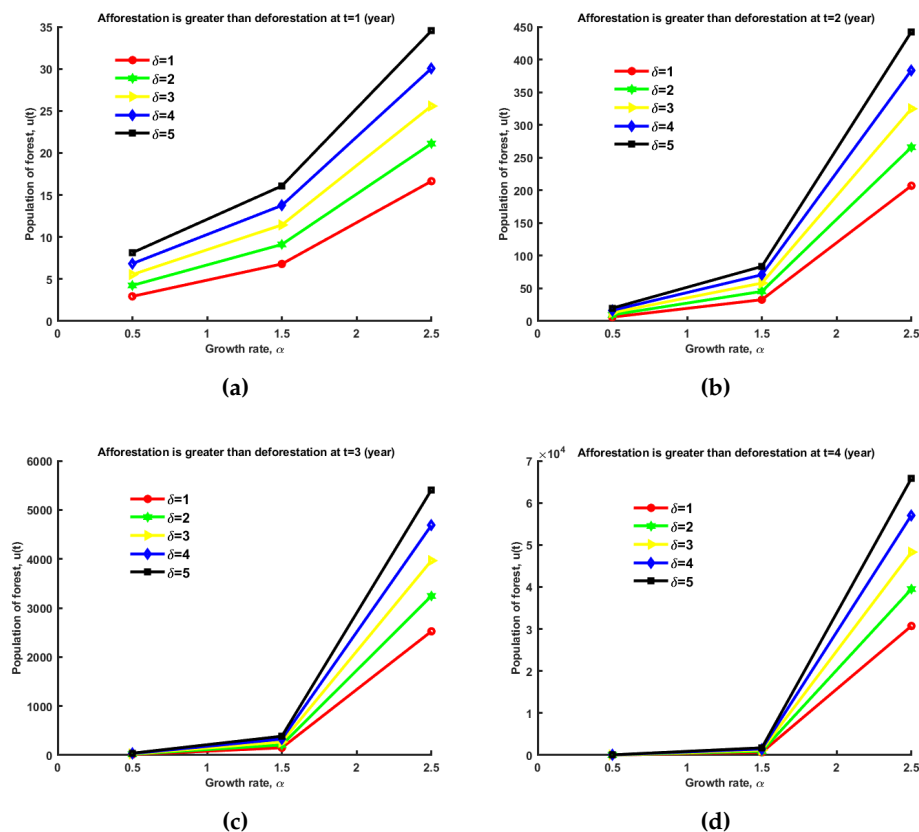 Afforestation is greater than deforestation at t=1 (year)
35
30
25
20
15
10
5
0
Population of forest, u(t)
δ=1
δ=2
δ=3
δ=4
δ=5
0 0.5 1 1.5 2 2.5
Growth rate, α
(a)
Afforestation is greater than deforestation at t=2 (year)
450
400
350
300
250
200
150
100
50
0
Population of forest, u(t)
δ=1
δ=2
δ=3
δ=4
δ=5
0 0.5 1 1.5 2 2.5
Growth rate, α
(b)
Afforestation is greater than deforestation at t=3 (year)
6000
5000
4000
3000
2000
1000
0
Population of forest, u(t)
δ=1
δ=2
δ=3
δ=4
δ=5
0 0.5 1 1.5 2 2.5
Growth rate, α
(c)
Afforestation is greater than deforestation at t=4 (year)
×10⁴
7
6
5
4
3
2
1
0
Population of forest, u(t)
δ=1
δ=2
δ=3
δ=4
δ=5
0 0.5 1 1.5 2 2.5
Growth rate, α
(d)